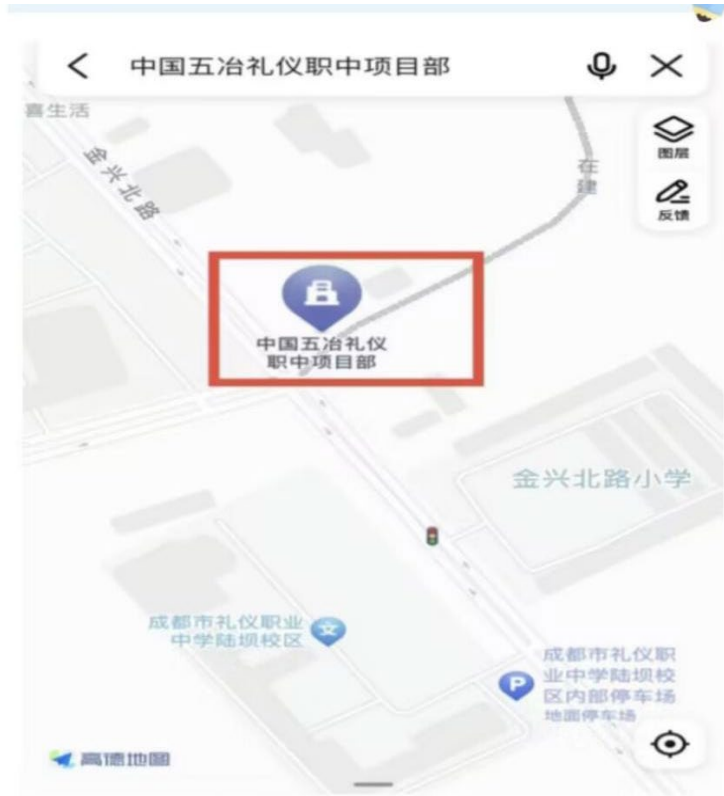 中国五冶礼仪职中项目部
喜生活
图层
金兴北路
在建
反馈
中国五冶礼仪
职中项目部
金兴北路小学
成都市礼仪职业
中学陆坝校区
文
成都市礼仪职
业中学陆坝校
区内部停车场
地面停车场
P
高德地图